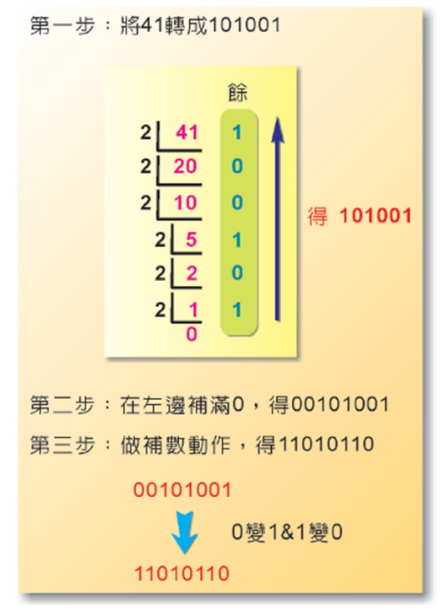 第一步：將41轉成101001
餘
2 41 1
2 20 0
2 10 0
2 5 1
2 2 0
2 1 1
0
得 101001
第二步：在左邊補滿0，得00101001
第三步：做補數動作，得11010110
00101001
0變1&1變0
11010110